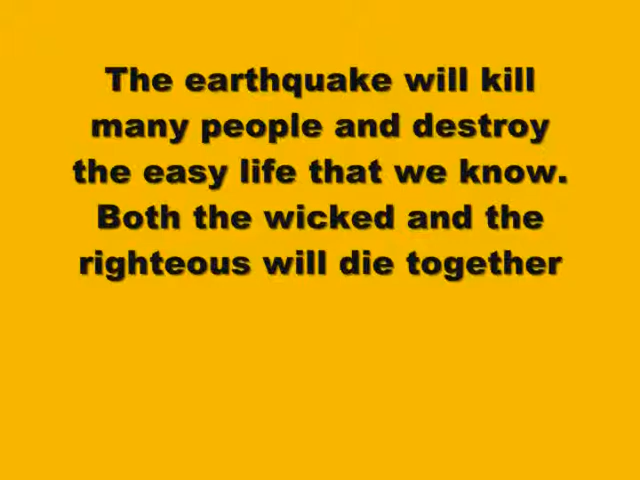 The earthquake will kill
many people and destroy
the easy life that we know.
Both the wicked and the
righteous will die together